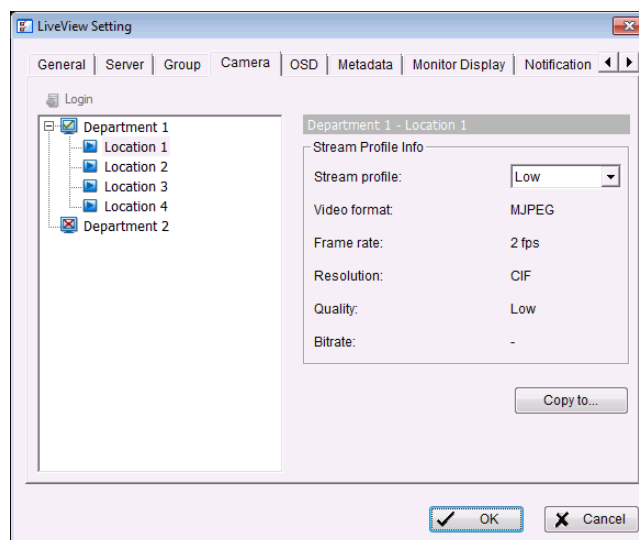 LiveView Setting
General Server Group Camera OSD Metadata Monitor Display Notification
Login
Department 1
Location 1
Location 2
Location 3
Location 4
Department 2
Department 1 - Location 1
Stream Profile Info
Stream profile: Low
Video format: MJPEG
Frame rate: 2 fps
Resolution: CIF
Quality: Low
Bitrate: -
Copy to...
OK Cancel